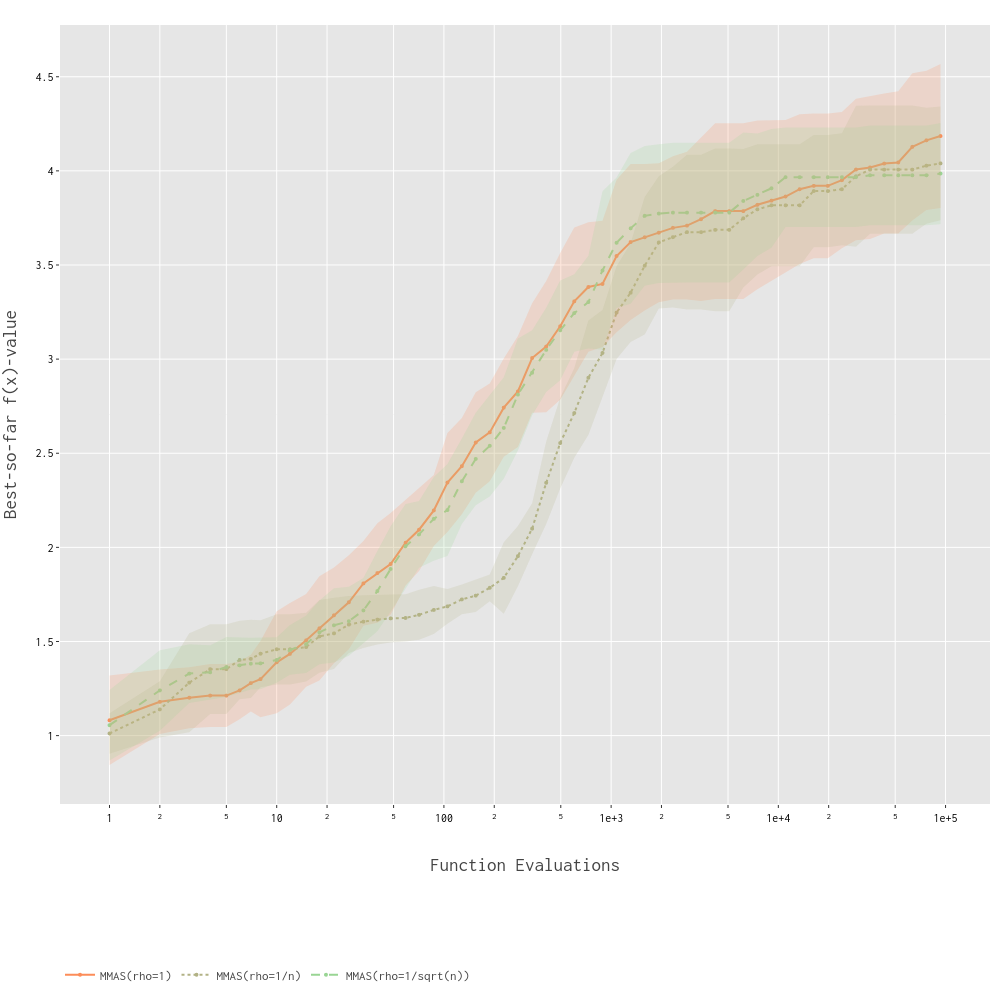 Best-so-far f(x)-value
4.5
4
3.5
3
2.5
2
1.5
1
1 2 5 10 2 5 100 2 5 1e+3 2 5 1e+4 2 5 1e+5
Function Evaluations
MMAS(rho=1) MMAS(rho=1/n) MMAS(rho=1/sqrt(n))